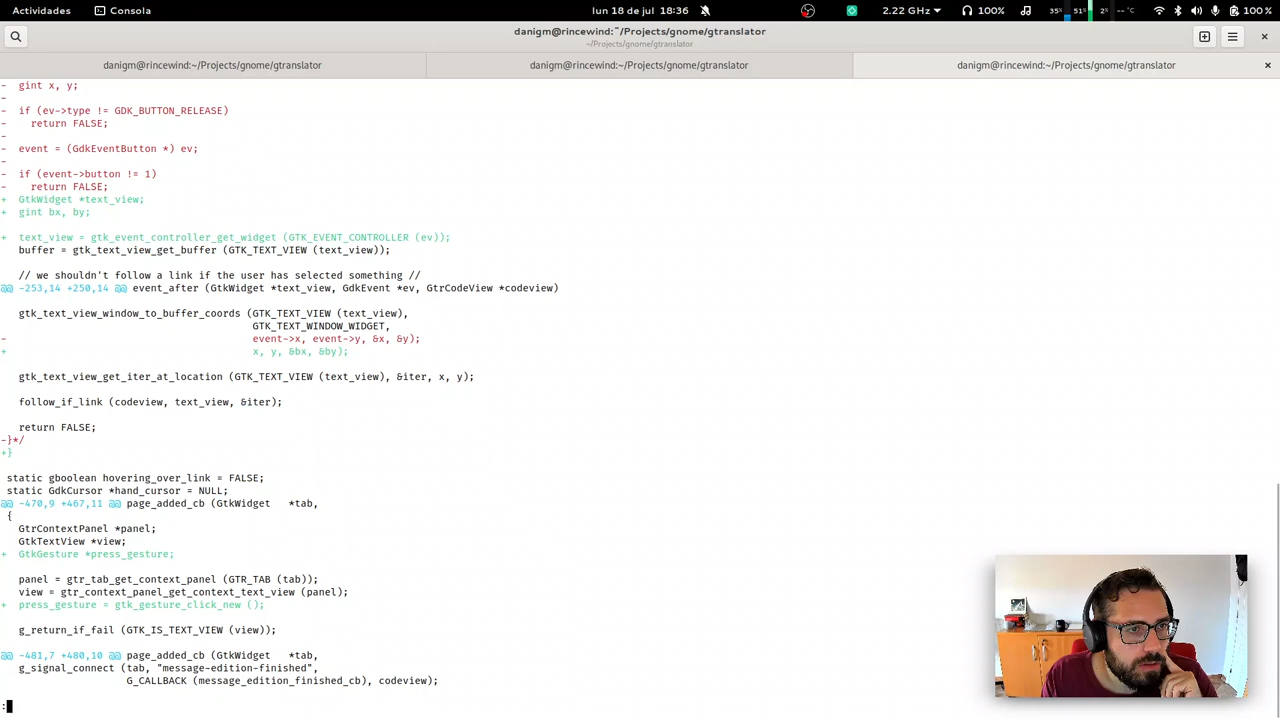 Actividades
Consola
lun 18 de jul 18:36
2.22 GHz
100%
35%
51%
2%
-- °C
100 %
danigm@rincewind:~/Projects/gnome/gtranslator
~/Projects/gnome/gtranslator
danigm@rincewind:~/Projects/gnome/gtranslator
danigm@rincewind:~/Projects/gnome/gtranslator
danigm@rincewind:~/Projects/gnome/gtranslator
-  gint x, y;
-
-  if (ev->type != GDK_BUTTON_RELEASE)
-    return FALSE;
-
-  event = (GdkEventButton *) ev;
-
-  if (event->button != 1)
-    return FALSE;
+  GtkWidget *text_view;
+  gint bx, by;
+  text_view = gtk_event_controller_get_widget (GTK_EVENT_CONTROLLER (ev));
   buffer = gtk_text_view_get_buffer (GTK_TEXT_VIEW (text_view));
   // we shouldn't follow a link if the user has selected something //
@@ -253,14 +250,14 @@ event_after (GtkWidget *text_view, GdkEvent *ev, GtrCodeView *codeview)
   gtk_text_view_window_to_buffer_coords (GTK_TEXT_VIEW (text_view),
                                          GTK_TEXT_WINDOW_WIDGET,
-                                         event->x, event->y, &x, &y);
+                                         x, y, &bx, &by);
   gtk_text_view_get_iter_at_location (GTK_TEXT_VIEW (text_view), &iter, x, y);
   follow_if_link (codeview, text_view, &iter);
   return FALSE;
-}*/
+}
 static gboolean hovering_over_link = FALSE;
 static GdkCursor *hand_cursor = NULL;
@@ -470,9 +467,11 @@ page_added_cb (GtkWidget   *tab,
 {
   GtrContextPanel *panel;
   GtkTextView *view;
+  GtkGesture *press_gesture;
   panel = gtr_tab_get_context_panel (GTR_TAB (tab));
   view = gtr_context_panel_get_context_text_view (panel);
+  press_gesture = gtk_gesture_click_new ();
   g_return_if_fail (GTK_IS_TEXT_VIEW (view));
@@ -481,7 +480,10 @@ page_added_cb (GtkWidget   *tab,
   g_signal_connect (tab, "message-edition-finished",
                     G_CALLBACK (message_edition_finished_cb), codeview);
: